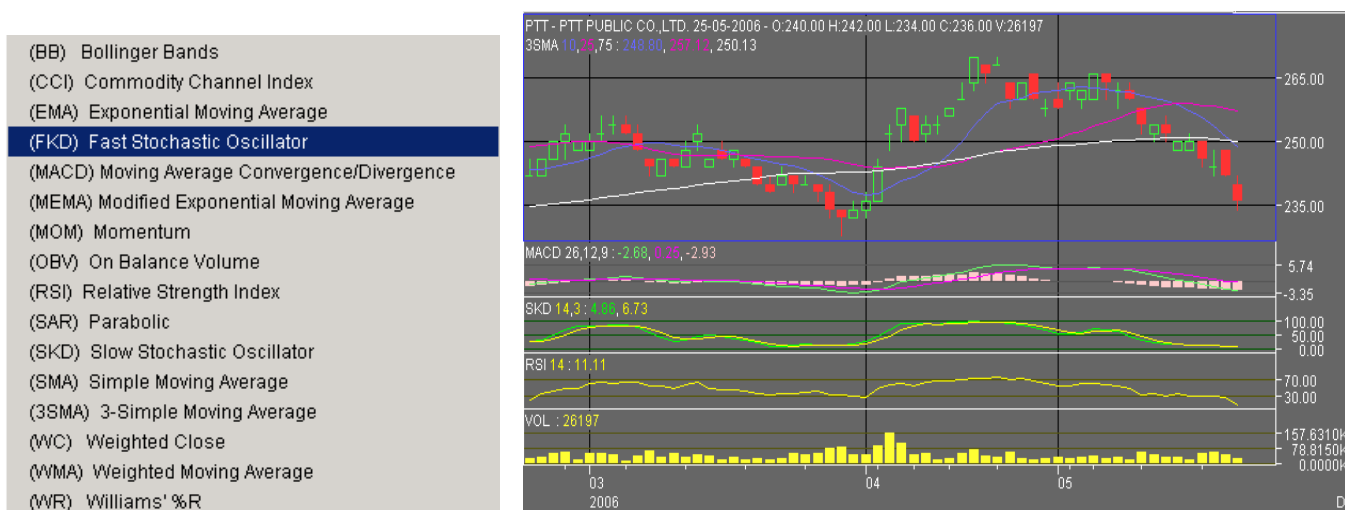 (BB) Bollinger Bands
(CCI) Commodity Channel Index
(EMA) Exponential Moving Average
(FKD) Fast Stochastic Oscillator
(MACD) Moving Average Convergence/Divergence
(MEMA) Modified Exponential Moving Average
(MOM) Momentum
(OBV) On Balance Volume
(RSI) Relative Strength Index
(SAR) Parabolic
(SKD) Slow Stochastic Oscillator
(SMA) Simple Moving Average
(3SMA) 3-Simple Moving Average
(WC) Weighted Close
(WMA) Weighted Moving Average
(WR) Williams' %R
PTT - PTT PUBLIC CO.,LTD. 25-05-2006 - O:240.00 H:242.00 L:234.00 C:236.00 V:26197
3SMA 10,25,75 : 248.80, 257.12, 250.13
265.00
250.00
235.00
MACD 26,12,9 : -2.68, 0.25, -2.93
5.74
-3.35
SKD 14,3 : 4.86, 6.73
100.00
50.00
0.00
RSI 14 : 11.11
70.00
30.00
VOL : 26197
157.6310K
78.8150K
0.0000K
03 04 05
2006 D